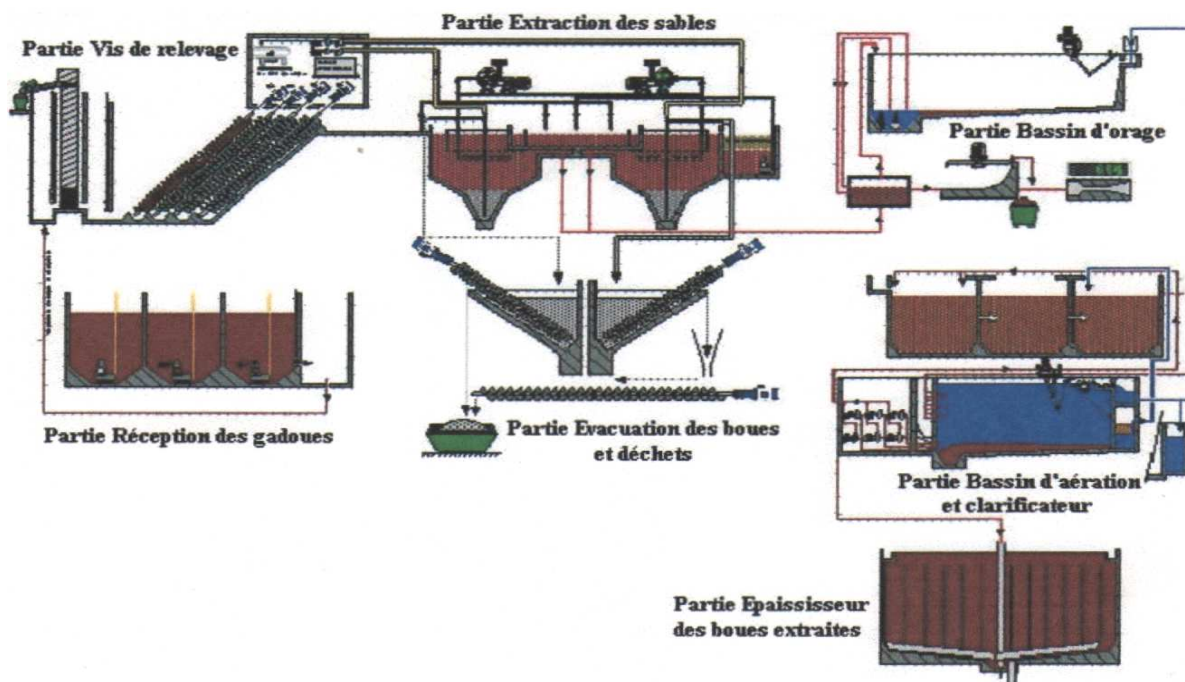 Partie Extraction des sables
Partie Vis de relevage
Partie Bassin d'orage
Partie Réception des gadoues
Partie Evacuation des boues
et déchets
Partie Bassin d'aération
et clarificateur
Partie Epaississeur
des boues extraites